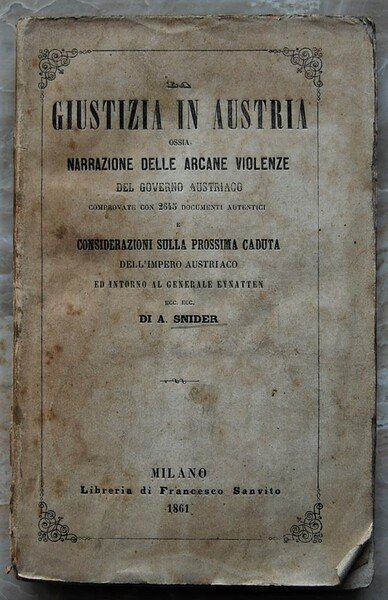 LA
GIUSTIZIA IN AUSTRIA
OSSIA
NARRAZIONE DELLE ARCANE VIOLENZE
DEL GOVERNO AUSTRIACO
COMPROVATE CON 2645 DOCUMENTI AUTENTICI
E
CONSIDERAZIONI SULLA PROSSIMA CADUTA
DELL'IMPERO AUSTRIACO
ED INTORNO AL GENERALE EYNATTEN
ECC. ECC.
DI A. SNIDER
MILANO
Libreria di Francesco Sanvito
1861